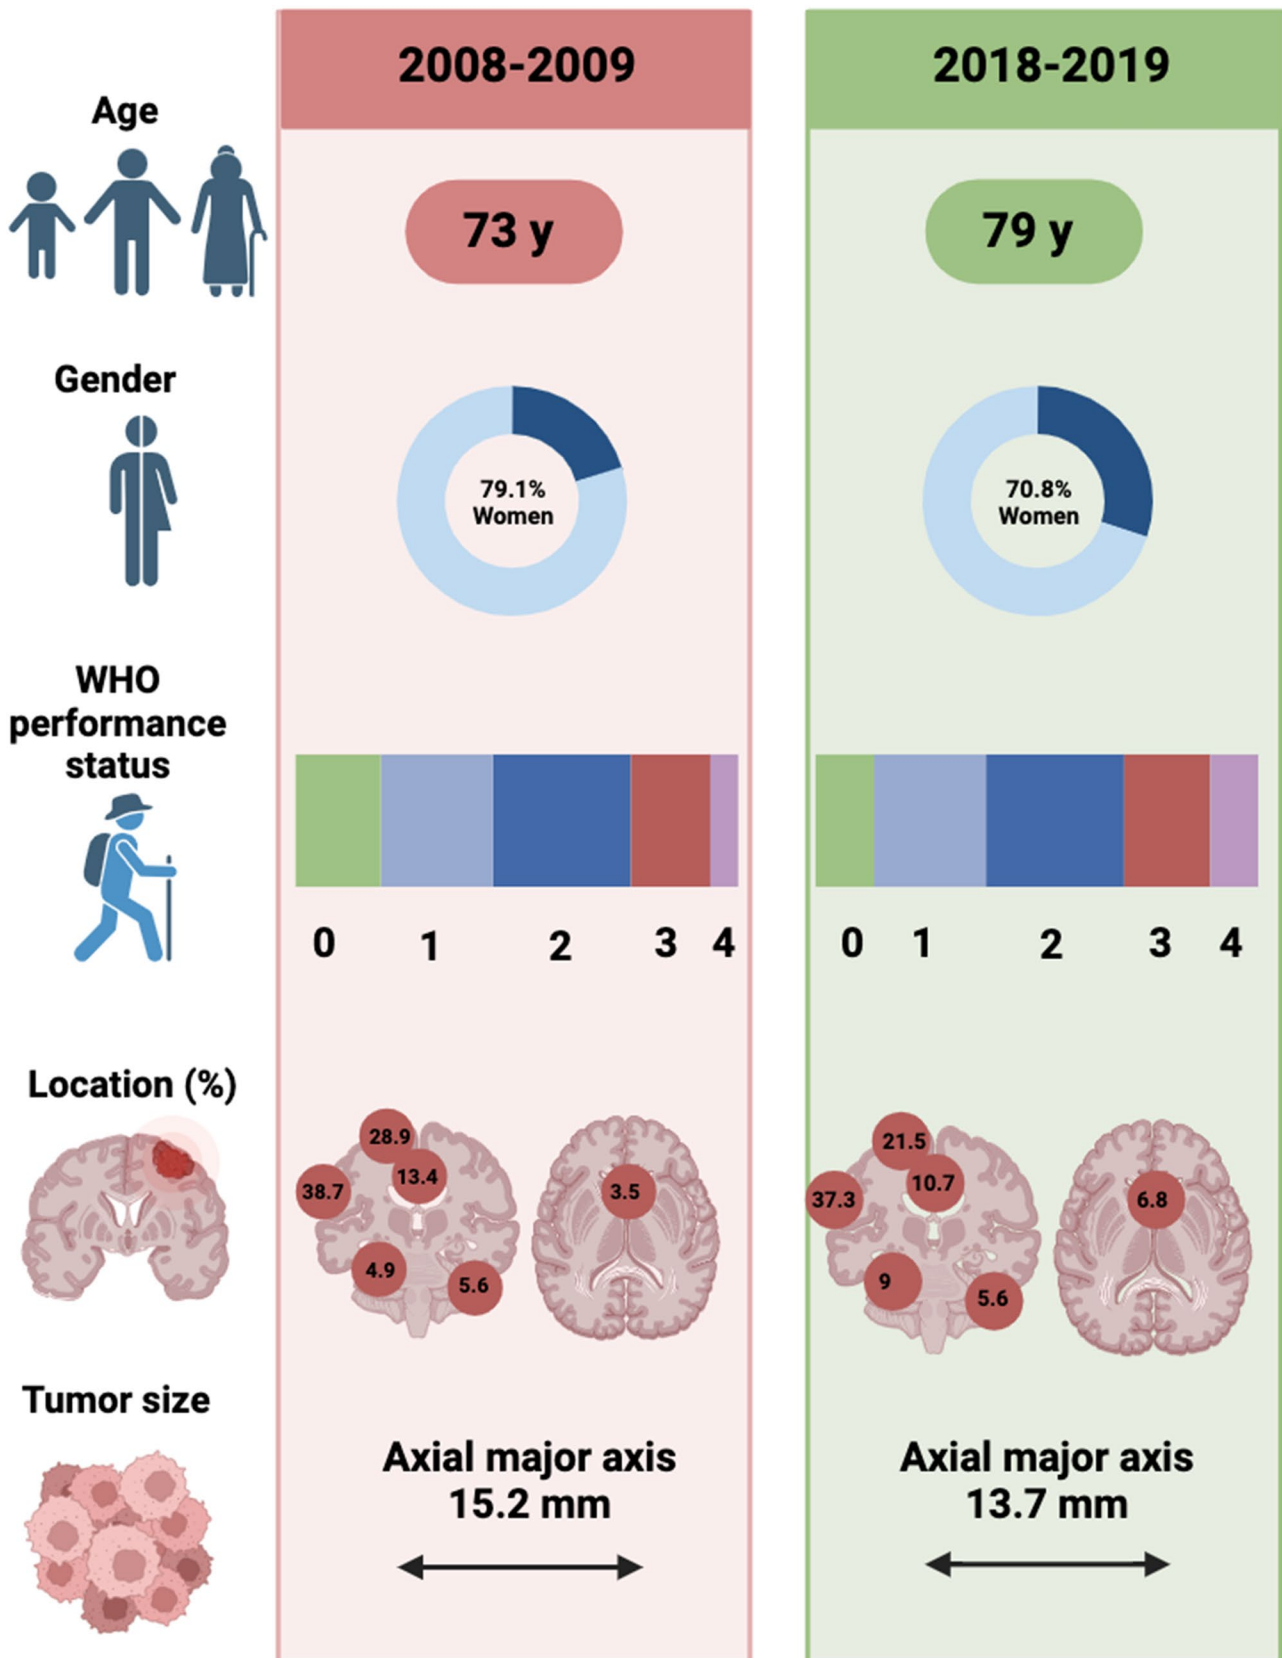 2008-2009
2018-2019
Age
73 y
79 y
Gender
79.1%
Women
70.8%
Women
WHO
performance
status
0 1 2 3 4
0 1 2 3 4
Location (%)
28.9
13.4
38.7
4.9
5.6
3.5
21.5
10.7
37.3
9
5.6
6.8
Tumor size
Axial major axis
15.2 mm
Axial major axis
13.7 mm